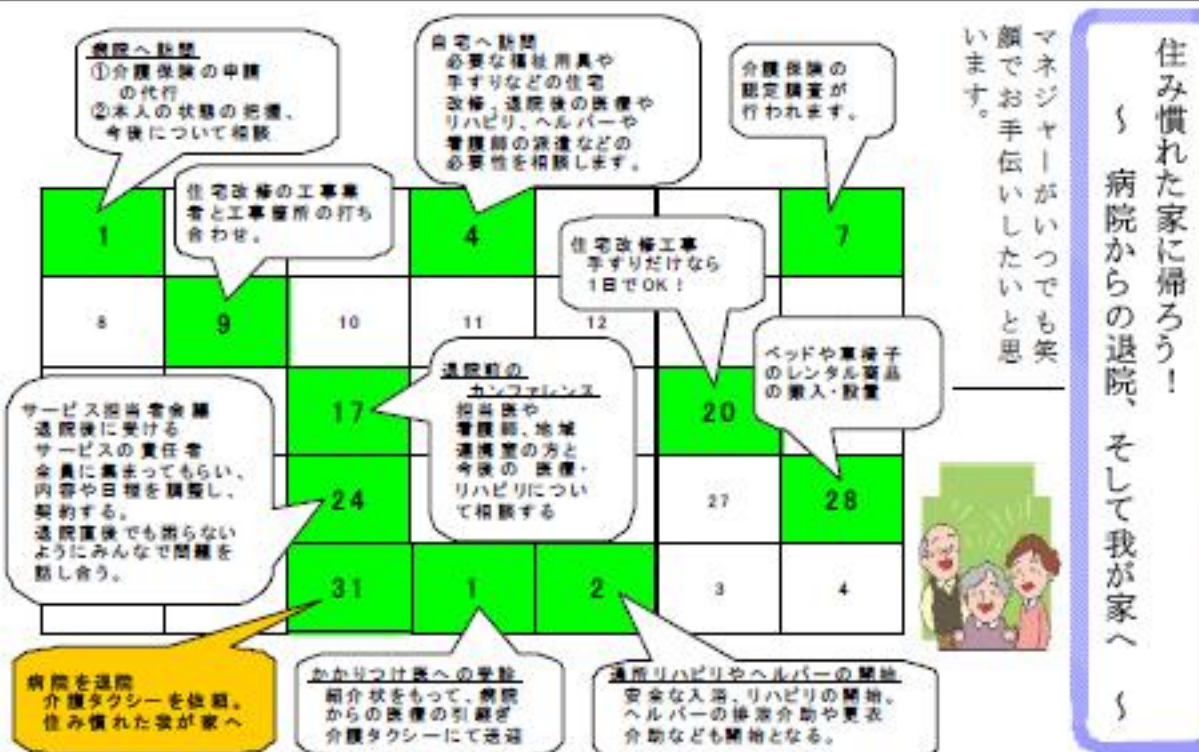 住み慣れた家に帰ろう！
～　病院からの退院、そして我が家へ　～
マネジャーがいつでも笑
顔でお手伝いしたいと思
います。
病院へ訪問
①介護保険の申請
の代行
②本人の状態の把握、
今後について相談
自宅へ訪問
必要な福祉用具や
手すりなどの住宅
改修、退院後の医療や
リハビリ、ヘルパーや
看護師の派遣などの
必要性を相談します。
介護保険の
認定調査が
行われます。
住宅改修の工事業
者と工事箇所の打ち
合わせ。
住宅改修工事
手すりだけなら
1日でOK！
1
4
7
8
9
10
11
12
ベッドや車椅子
のレンタル商品
の搬入・設置
退院前の
カンファレンス
担当医や
看護師、地域
連携室の方と
今後の 医療・
リハビリについ
て相談する
サービス担当者会議
退院後に受ける
サービスの責任者
全員に集まってもらい、
内容や日程を調整し、
契約する。
退院直後でも困らない
ようにみんなで問題を
話し合う。
17
20
24
27
28
31
1
2
3
4
病院を退院
介護タクシーを依頼。
住み慣れた我が家へ
かかりつけ医への受診
紹介状をもって、病院
からの医療の引継ぎ
介護タクシーにて送迎
通所リハビリやヘルパーの開始
安全な入浴、リハビリの開始。
ヘルパーの排泄介助や更衣
介助なども開始となる。